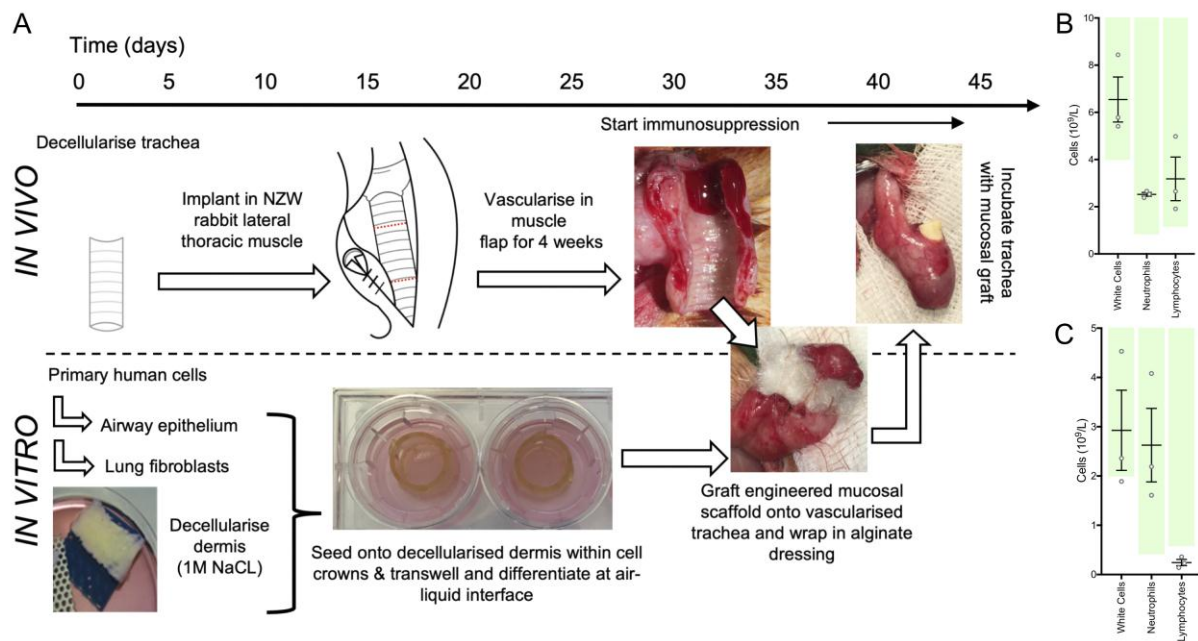 A
Time (days)
0 5 10 15 20 25 30 35 40 45
IN VIVO
Decellularise trachea
Implant in NZW
rabbit lateral
thoracic muscle
Vascularise in
muscle
flap for 4 weeks
Start immunosuppression
Incubate trachea
with mucosal graft
IN VITRO
Primary human cells
Airway epithelium
Lung fibroblasts
Decellularise
dermis
(1M NaCL)
Seed onto decellularised dermis within cell
crowns & transwell and differentiate at air-
liquid interface
Graft engineered mucosal
scaffold onto vascularised
trachea and wrap in alginate
dressing
B
Cells (10⁹/L)
10
8
6
4
2
0
White Cells
Neutrophils
Lymphocytes
C
Cells (10⁹/L)
5
4
3
2
1
0
White Cells
Neutrophils
Lymphocytes